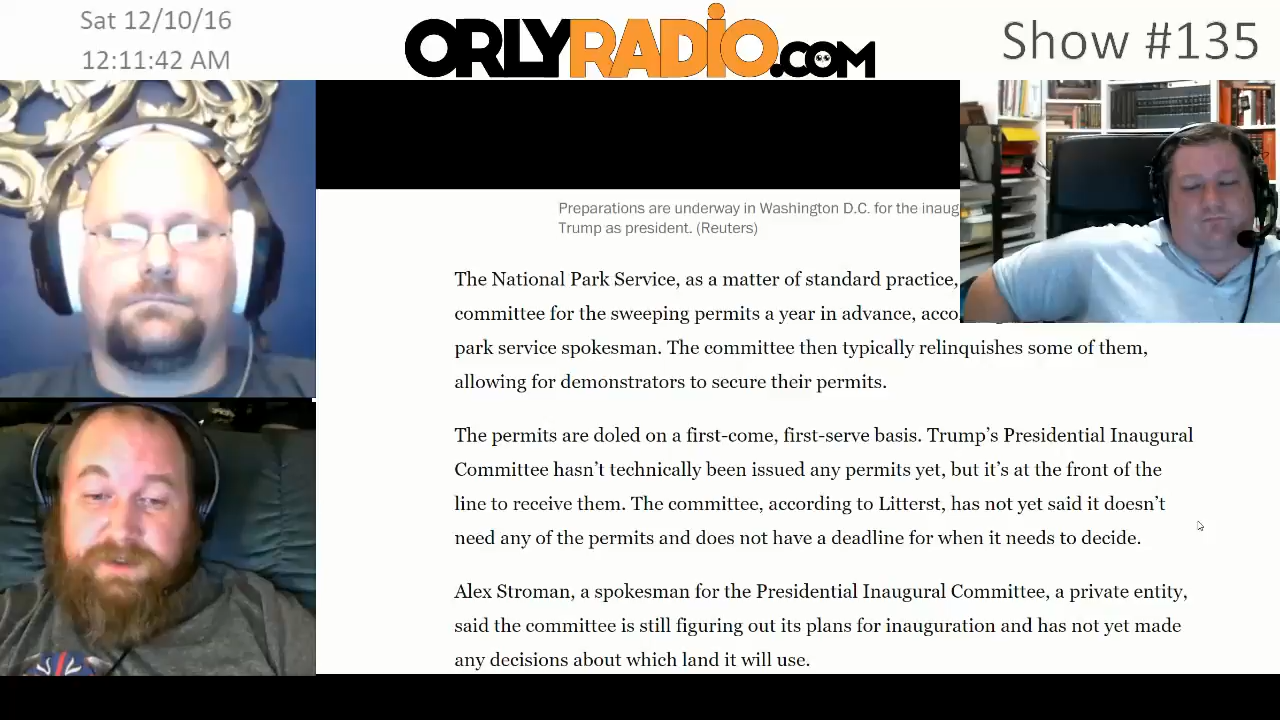 Sat 12/10/16
12:11:42 AM
ORLYRADiO.COM
Show #135
Preparations are underway in Washington D.C. for the inaug
Trump as president. (Reuters)
The National Park Service, as a matter of standard practice,
committee for the sweeping permits a year in advance, acco
park service spokesman. The committee then typically relinquishes some of them,
allowing for demonstrators to secure their permits.
The permits are doled on a first-come, first-serve basis. Trump’s Presidential Inaugural
Committee hasn’t technically been issued any permits yet, but it’s at the front of the
line to receive them. The committee, according to Litterst, has not yet said it doesn’t
need any of the permits and does not have a deadline for when it needs to decide.
Alex Stroman, a spokesman for the Presidential Inaugural Committee, a private entity,
said the committee is still figuring out its plans for inauguration and has not yet made
any decisions about which land it will use.